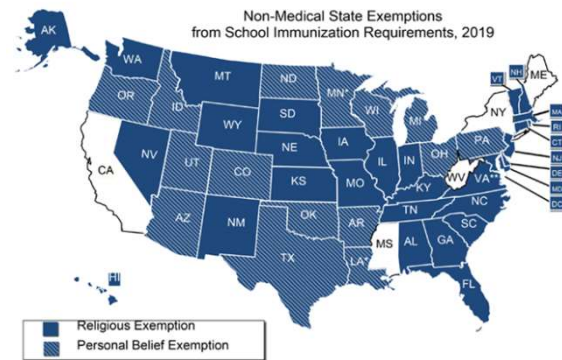 Non-Medical State Exemptions
from School Immunization Requirements, 2019
AK
WA
MT
ND
MN*
VT
NH
ME
OR
ID
SD
WI
MI
NY
MA
WY
RI
CT
NE
IA
PA
NJ
NV
UT
CO
IL
IN
OH
DE
CA
KS
MO
KY
WV
VA**
MD
DC
AZ
NM
OK
AR
TN
NC
SC
TX
LA*
MS
AL
GA
FL
HI
Religious Exemption
Personal Belief Exemption